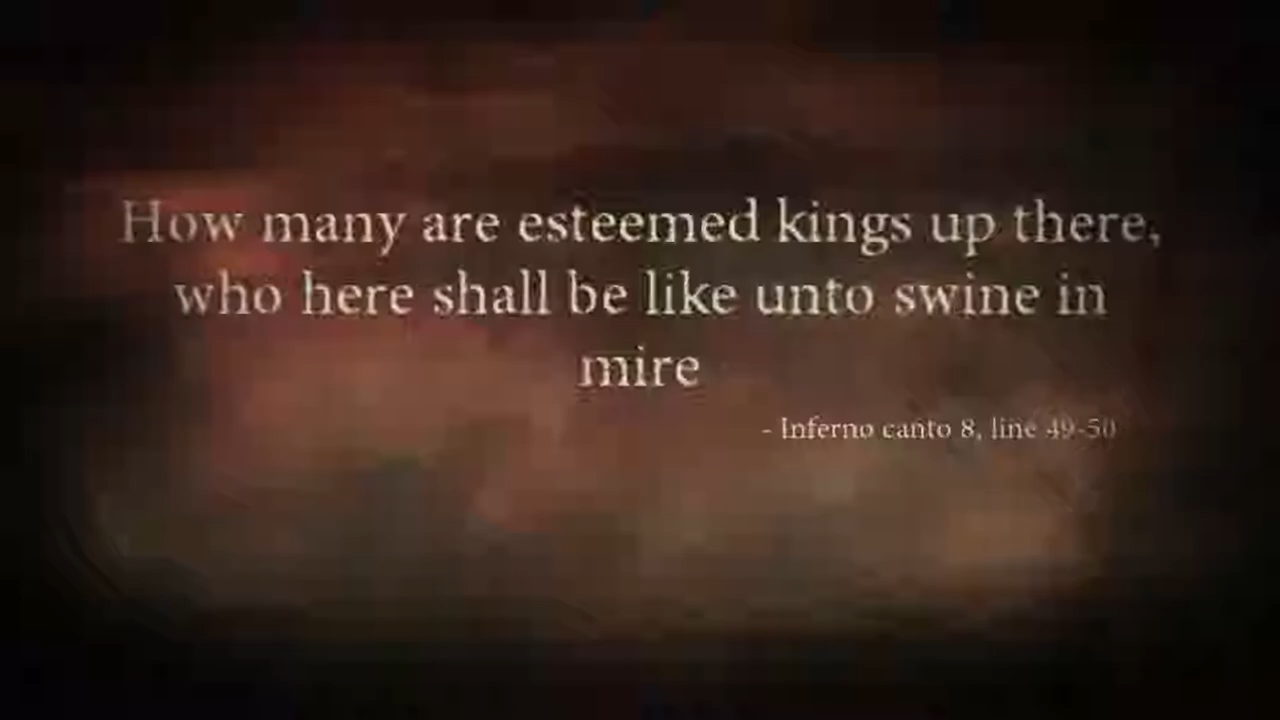 How many are esteemed kings up there,
who here shall be like unto swine in
mire
- Inferno canto 8, line 49-50